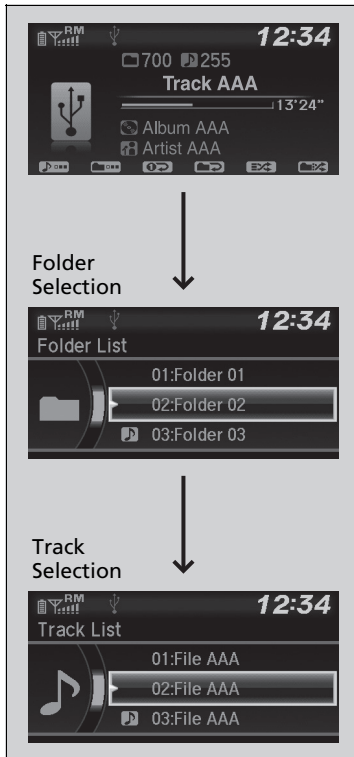 RM 12:34
700 255
Track AAA
13'24"
Album AAA
Artist AAA
Folder
Selection
RM 12:34
Folder List
01:Folder 01
02:Folder 02
03:Folder 03
Track
Selection
RM 12:34
Track List
01:File AAA
02:File AAA
03:File AAA